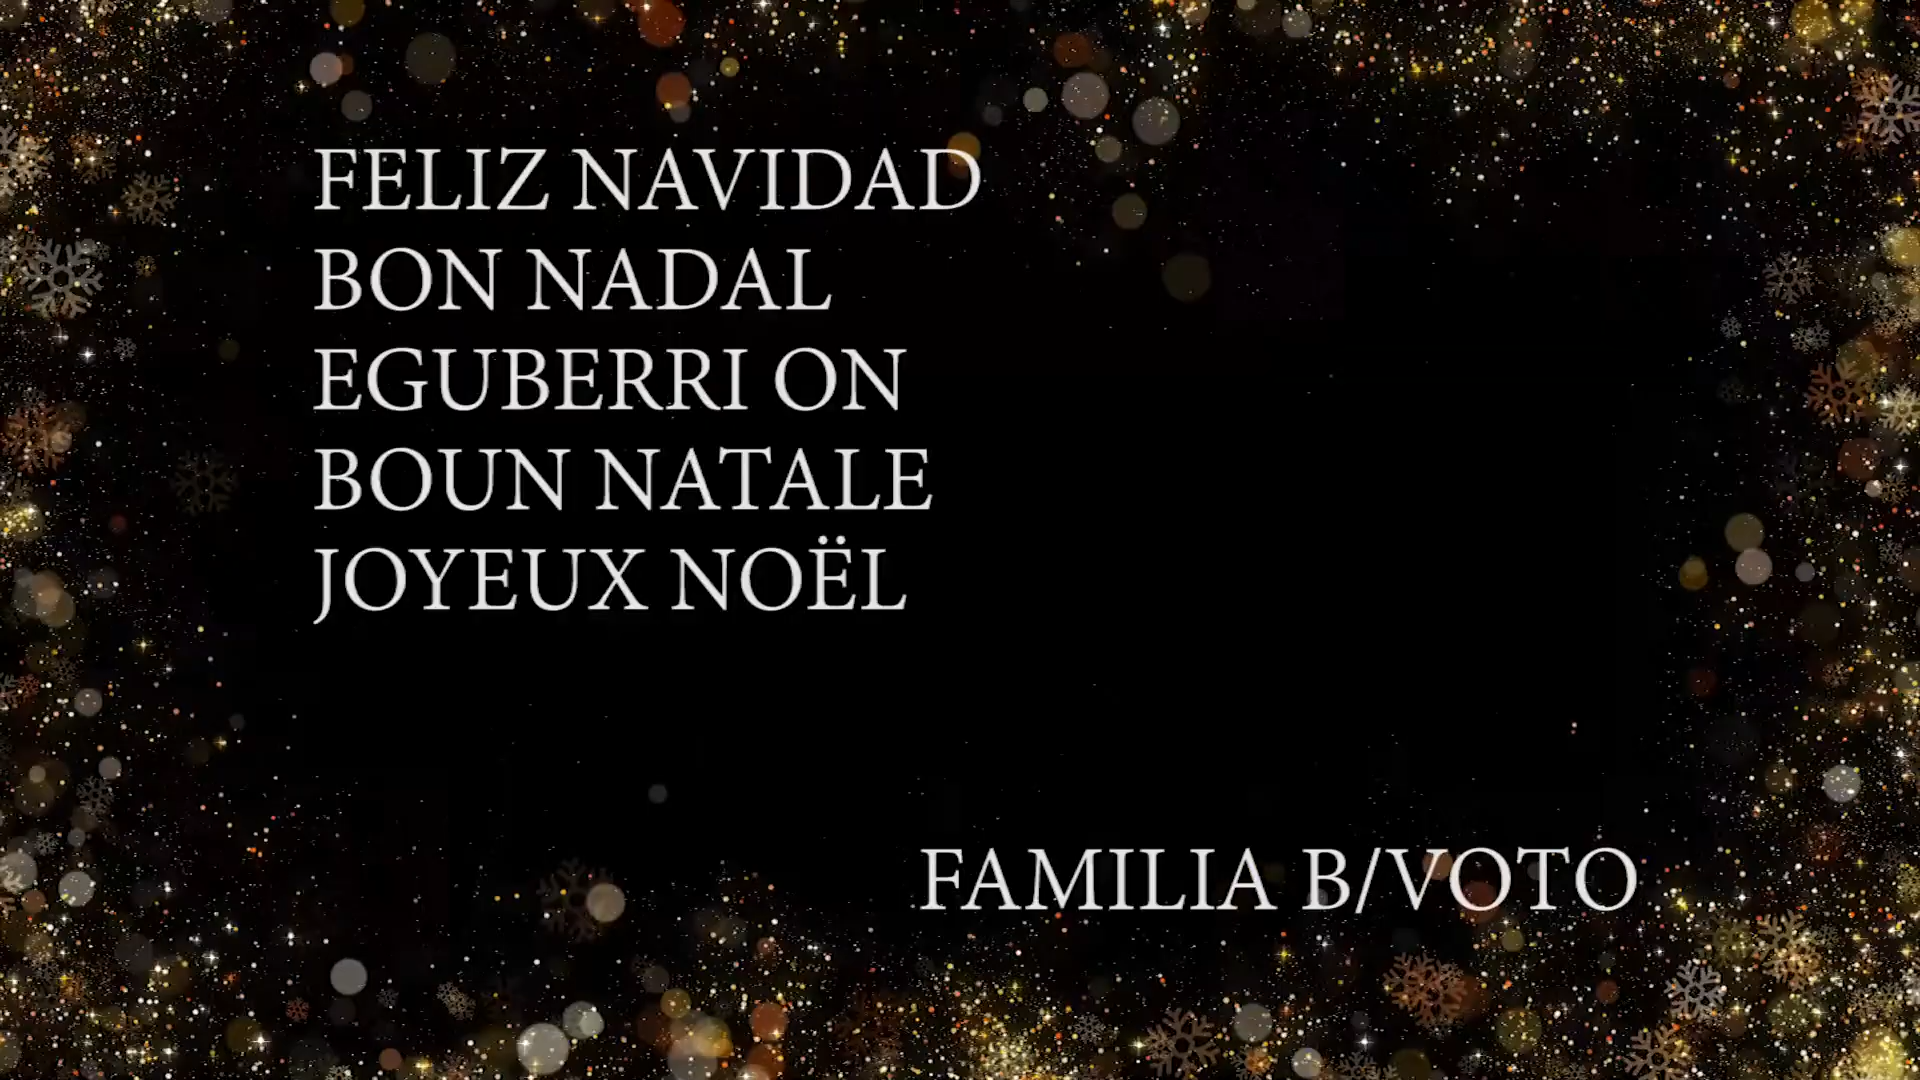 FELIZ NAVIDAD
BON NADAL
EGUBERRI ON
BOUN NATALE
JOYEUX NOËL
FAMILIA B/VOTO